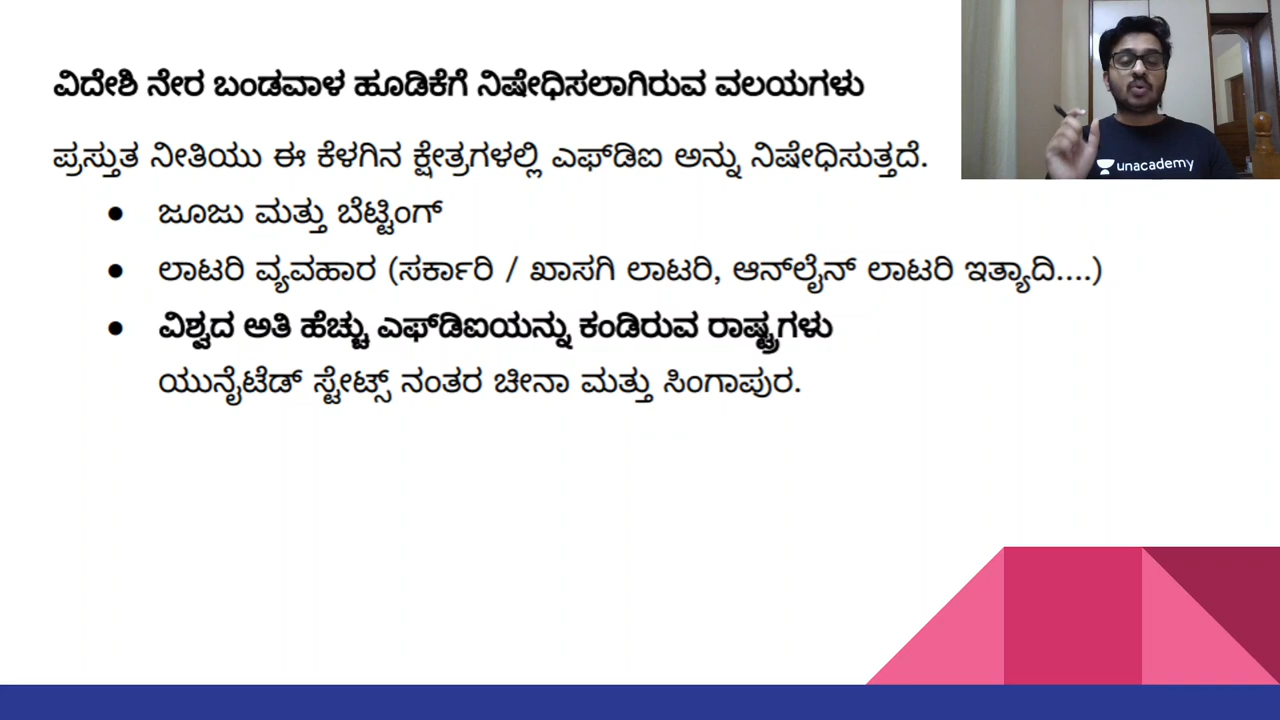 ವಿದೇಶಿ ನೇರ ಬಂಡವಾಳ ಹೂಡಿಕೆಗೆ ನಿಷೇಧಿಸಲಾಗಿರುವ ವಲಯಗಳು
ಪ್ರಸ್ತುತ ನೀತಿಯು ಈ ಕೆಳಗಿನ ಕ್ಷೇತ್ರಗಳಲ್ಲಿ ಎಫ್‌ಡಿಐ ಅನ್ನು ನಿಷೇಧಿಸುತ್ತದೆ.
● ಜೂಜು ಮತ್ತು ಬೆಟ್ಟಿಂಗ್
● ಲಾಟರಿ ವ್ಯವಹಾರ (ಸರ್ಕಾರಿ / ಖಾಸಗಿ ಲಾಟರಿ, ಆನ್‌ಲೈನ್ ಲಾಟರಿ ಇತ್ಯಾದಿ....)
● ವಿಶ್ವದ ಅತಿ ಹೆಚ್ಚು ಎಫ್‌ಡಿಐಯನ್ನು ಕಂಡಿರುವ ರಾಷ್ಟ್ರಗಳು
ಯುನೈಟೆಡ್ ಸ್ಟೇಟ್ಸ್ ನಂತರ ಚೀನಾ ಮತ್ತು ಸಿಂಗಾಪುರ.
unacademy